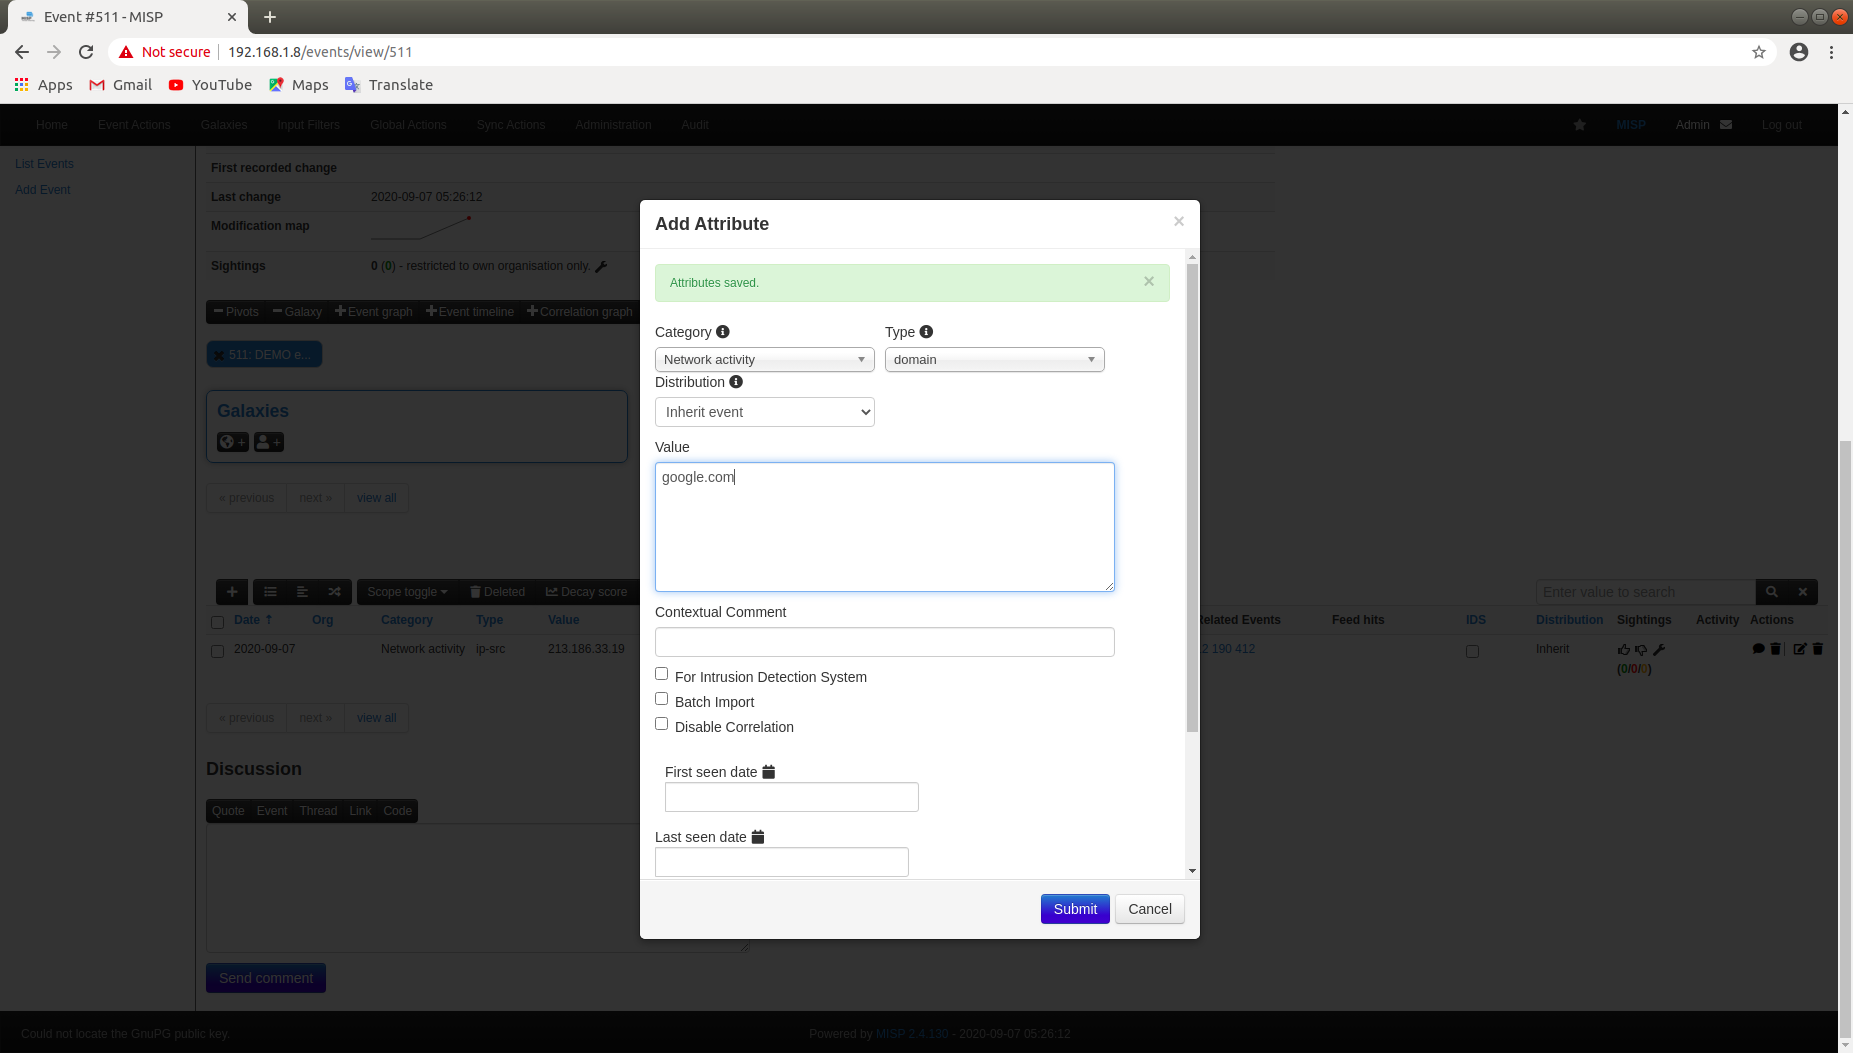 Event #511 - MISP
Not secure 192.168.1.8/events/view/511
Apps Gmail YouTube Maps Translate
Home Event Actions Galaxies Input Filters Global Actions Sync Actions Administration Audit MISP Admin Log out
List Events
Add Event
First recorded change
Last change 2020-09-07 05:26:12
Modification map
Sightings 0 (0) - restricted to own organisation only.
Pivots Galaxy Event graph Event timeline Correlation graph
511: DEMO e...
Galaxies
+ +
« previous next » view all
Scope toggle Deleted Decay score Enter value to search
Date Org Category Type Value elated Events Feed hits IDS Distribution Sightings Activity Actions
2020-09-07 Network activity ip-src 213.186.33.19 2 190 412 Inherit
(0/0/0)
« previous next » view all
Discussion
Quote Event Thread Link Code
Send comment
Could not locate the GnuPG public key. Powered by MISP 2.4.130 - 2020-09-07 05:26:12
Add Attribute
Attributes saved.
Category Type
Network activity domain
Distribution
Inherit event
Value
google.com
Contextual Comment
For Intrusion Detection System
Batch Import
Disable Correlation
First seen date
Last seen date
Submit Cancel